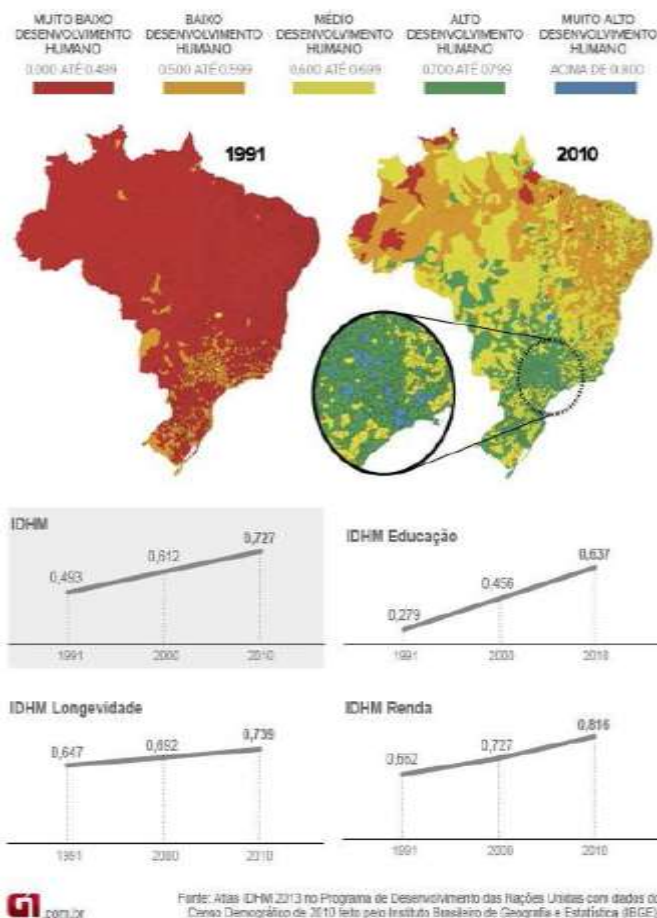 MUITO BAIXO
DESENVOLVIMENTO
HUMANO
0.000 ATÉ 0.499
BAIXO
DESENVOLVIMENTO
HUMANO
0.500 ATÉ 0.599
MÉDIO
DESENVOLVIMENTO
HUMANO
0.600 ATÉ 0.699
ALTO
DESENVOLVIMENTO
HUMANO
0.700 ATÉ 0.799
MUITO ALTO
DESENVOLVIMENTO
HUMANO
ACIMA DE 0.800
1991
2010
IDHM
0,493
0,612
0,727
1991
2000
2010
IDHM Educação
0,279
0,456
0,637
1991
2000
2010
IDHM Longevidade
0,647
0,692
0,739
1991
2000
2010
IDHM Renda
0,662
0,727
0,816
1991
2000
2010
G1 .com.br
Fonte: Atlas IDHM 2013 no Programa de Desenvolvimento das Nações Unidas com dados do
Censo Demográfico de 2010 feito pelo Instituto Brasileiro de Geografia e Estatística (IBGE)